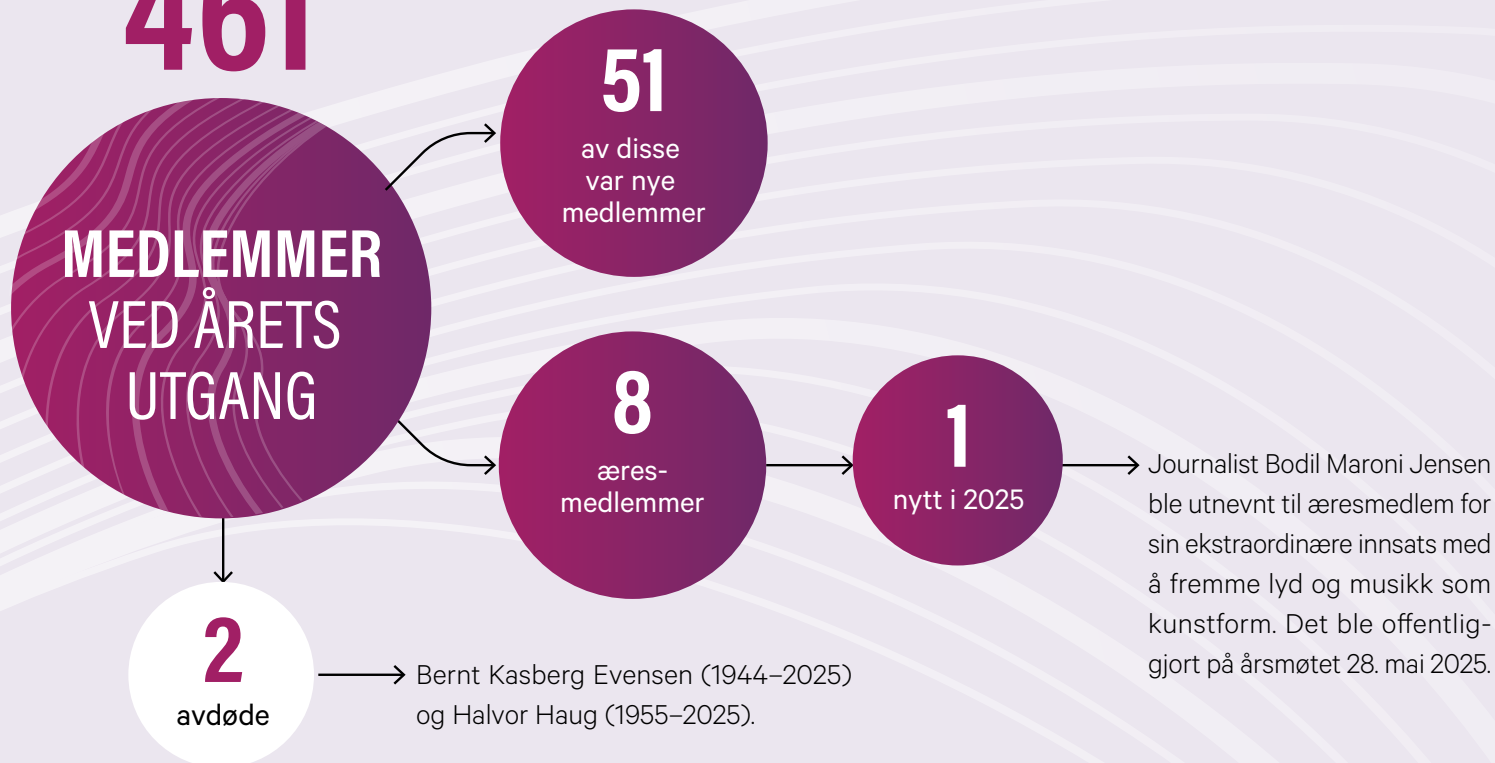 461
MEDLEMMER
VED ÅRETS
UTGANG
51
av disse
var nye
medlemmer
8
æres-
medlemmer
1
nytt i 2025
Journalist Bodil Maroni Jensen
ble utnevnt til æresmedlem for
sin ekstraordinære innsats med
å fremme lyd og musikk som
kunstform. Det ble offentlig-
gjort på årsmøtet 28. mai 2025.
2
avdøde
Bernt Kasberg Evensen (1944–2025)
og Halvor Haug (1955–2025).